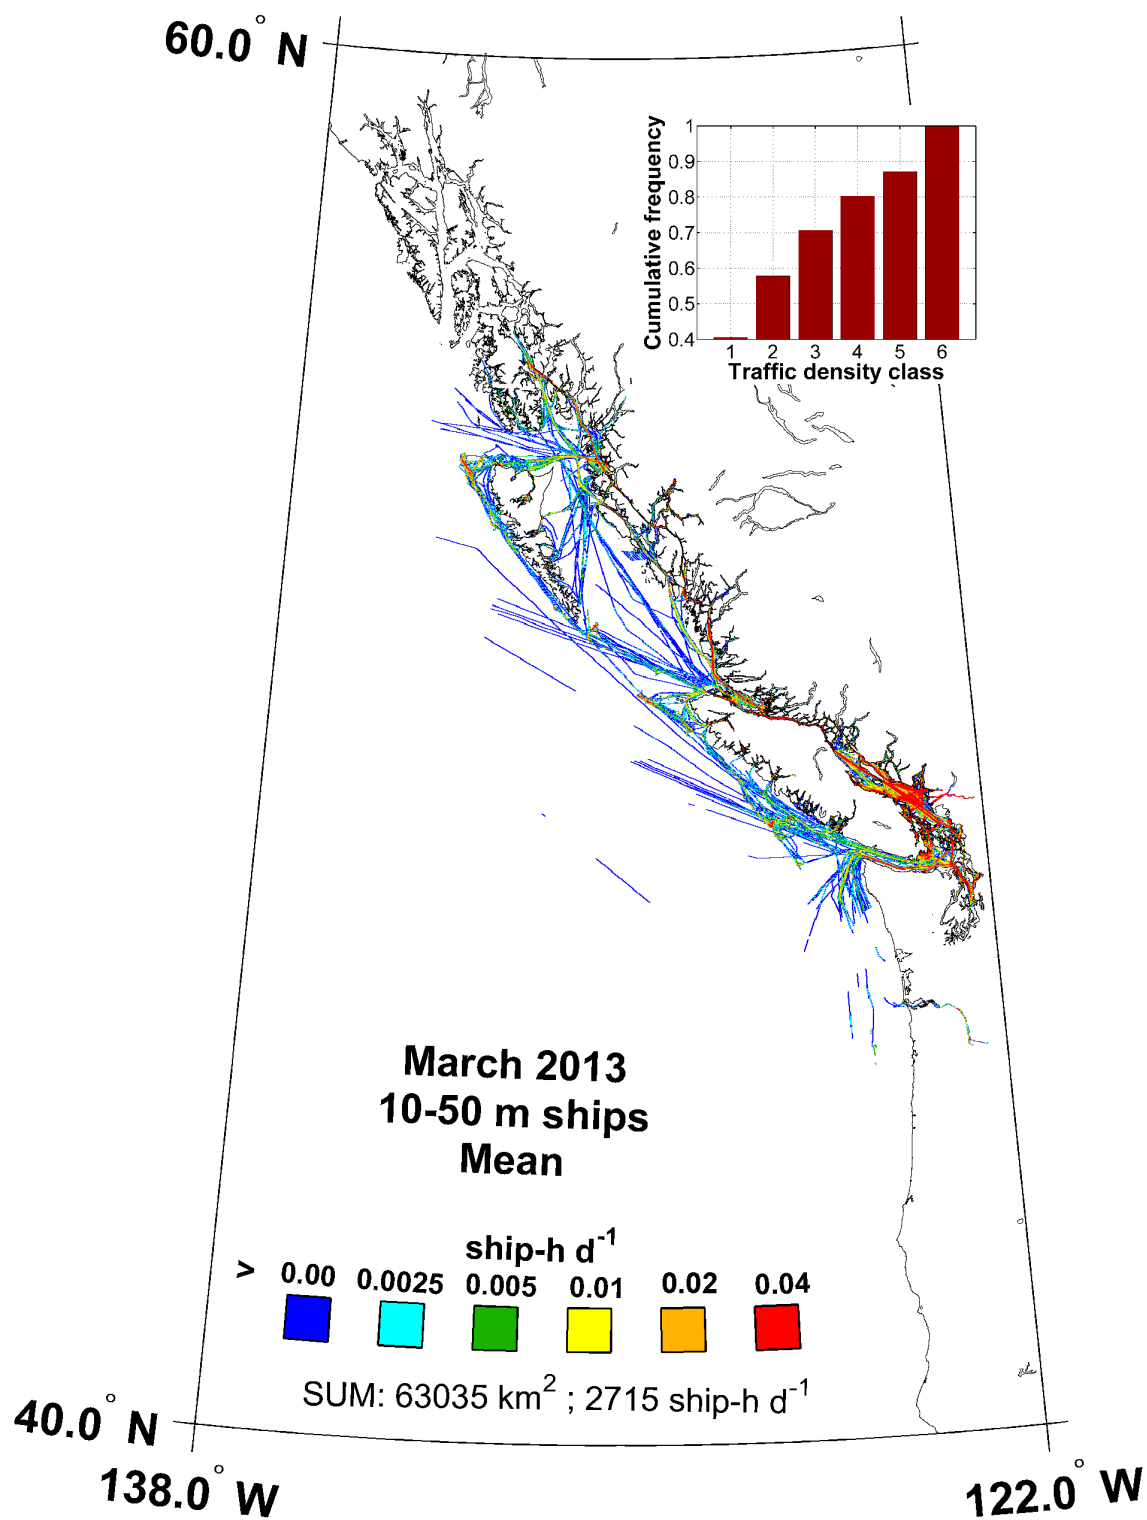 60.0° N
Cumulative frequency
1
0.9
0.8
0.7
0.6
0.5
0.4
1 2 3 4 5 6
Traffic density class
March 2013
10-50 m ships
Mean
ship-h d⁻¹
> 0.00 0.0025 0.005 0.01 0.02 0.04
SUM: 63035 km² ; 2715 ship-h d⁻¹
40.0° N
138.0° W
122.0° W